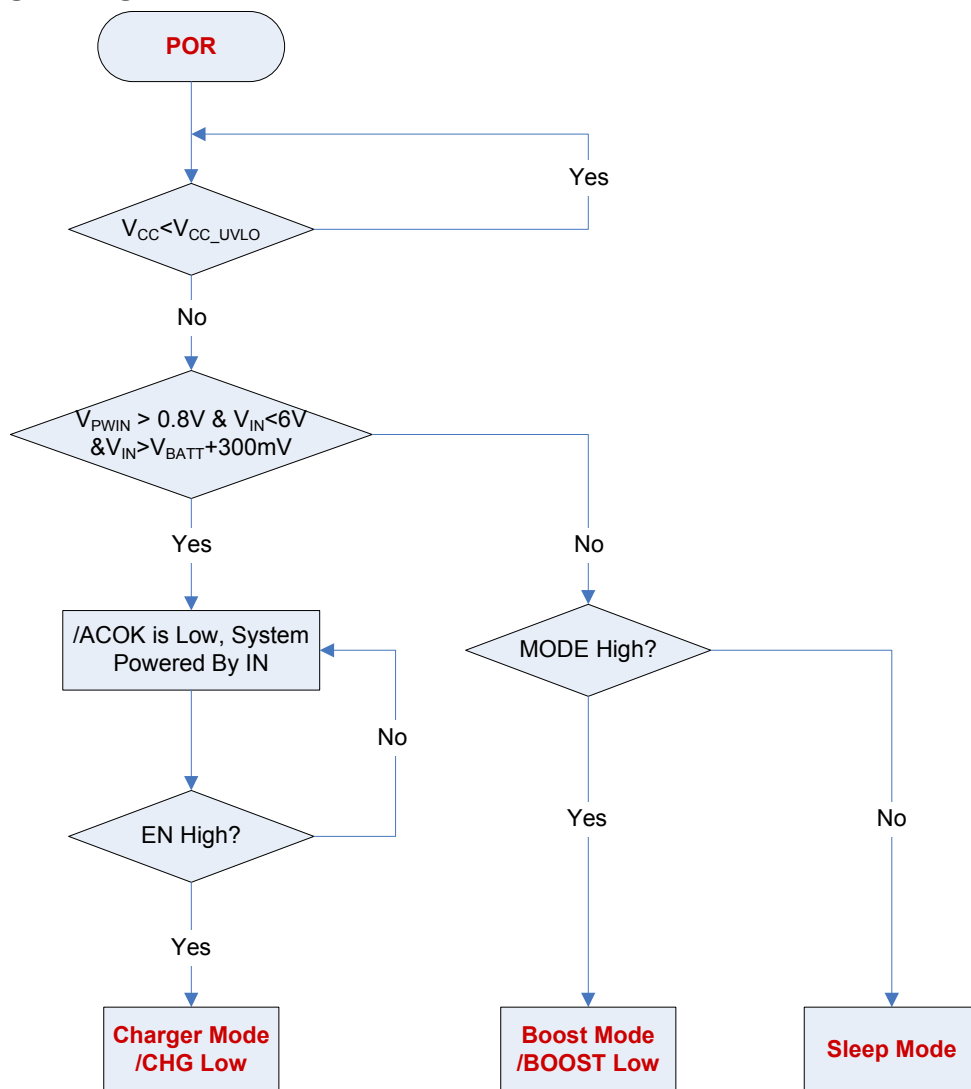 POR
Yes
VCC<VCC_UVLO
No
VPWIN > 0.8V & VIN<6V
&VIN>VBATT+300mV
Yes
No
/ACOK is Low, System
Powered By IN
MODE High?
No
EN High?
Yes
No
Yes
Charger Mode
/CHG Low
Boost Mode
/BOOST Low
Sleep Mode